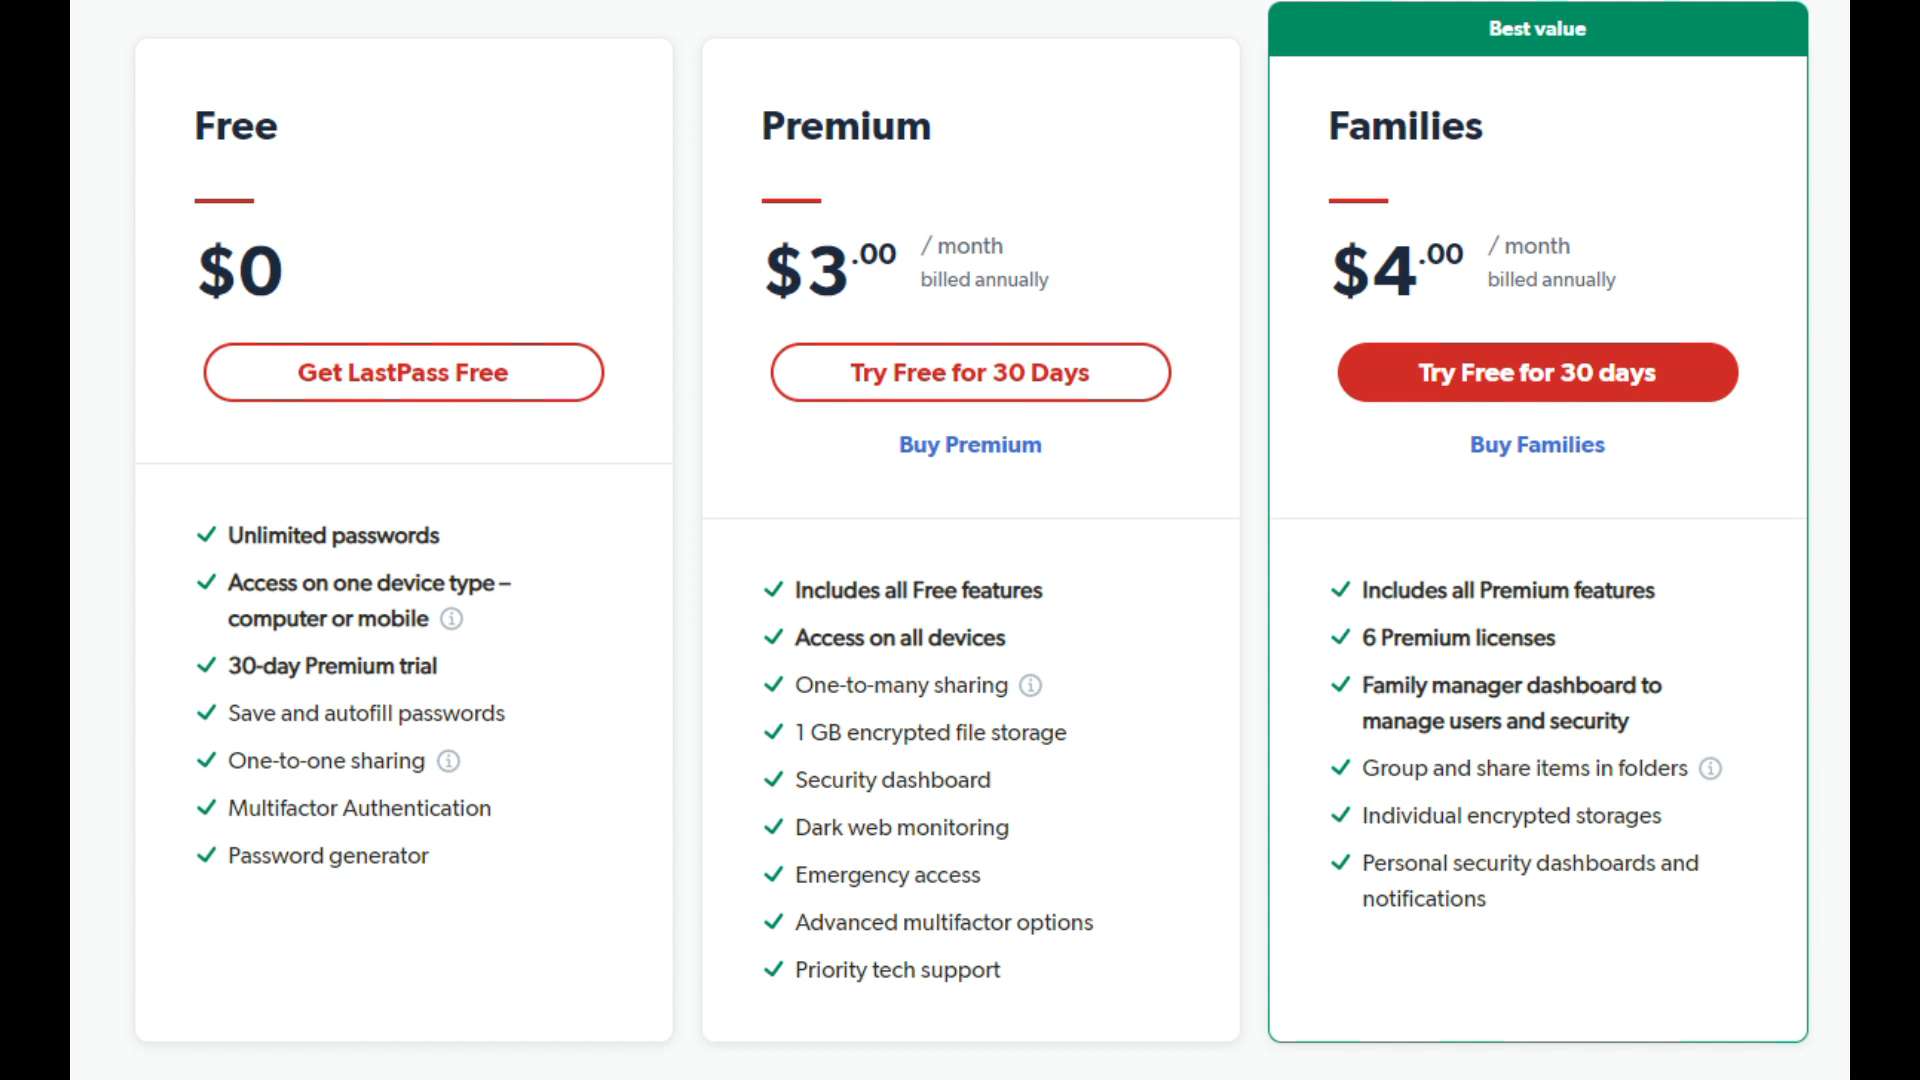 Free
$0
Get LastPass Free
Unlimited passwords
Access on one device type –
computer or mobile
30-day Premium trial
Save and autofill passwords
One-to-one sharing
Multifactor Authentication
Password generator
Premium
$3.00 / month
billed annually
Try Free for 30 Days
Buy Premium
Includes all Free features
Access on all devices
One-to-many sharing
1 GB encrypted file storage
Security dashboard
Dark web monitoring
Emergency access
Advanced multifactor options
Priority tech support
Best value
Families
$4.00 / month
billed annually
Try Free for 30 days
Buy Families
Includes all Premium features
6 Premium licenses
Family manager dashboard to
manage users and security
Group and share items in folders
Individual encrypted storages
Personal security dashboards and
notifications